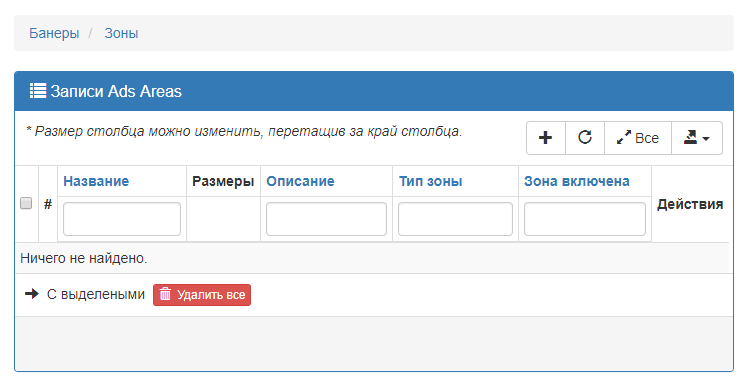 Банеры / Зоны
Записи Ads Areas
* Размер столбца можно изменить, перетащив за край столбца.
Все
# Название Размеры Описание Тип зоны Зона включена Действия
Ничего не найдено.
С выделеными Удалить все